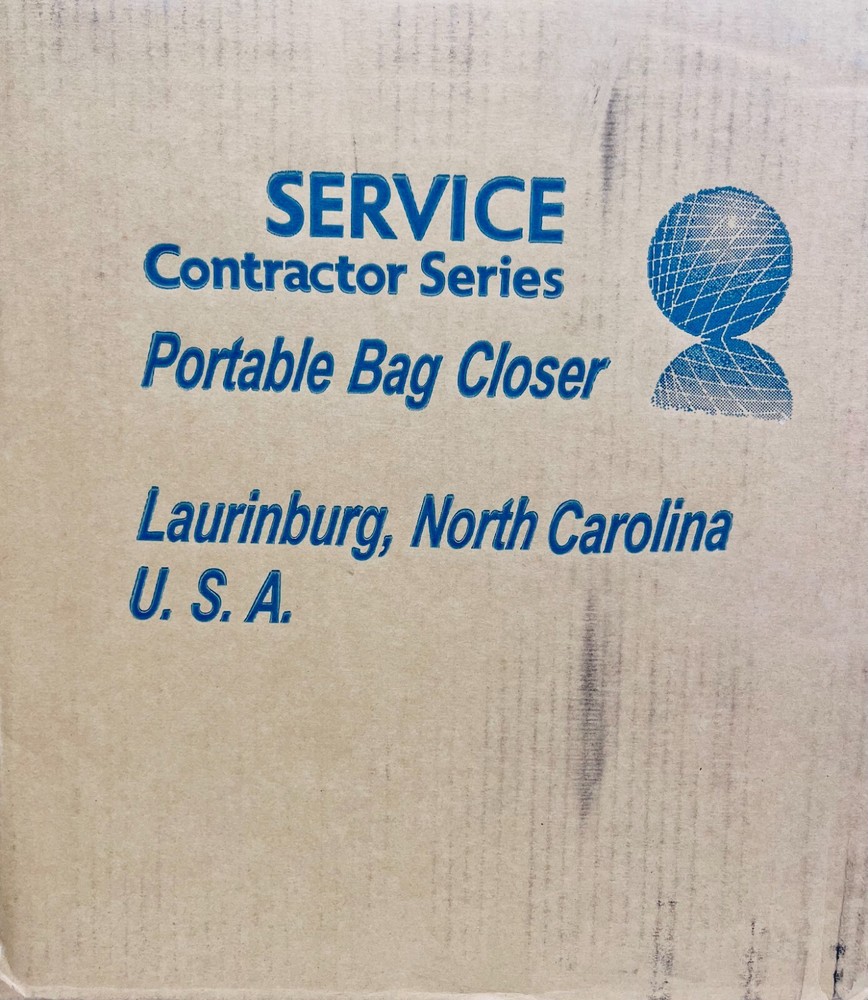 SERVICE
Contractor Series
Portable Bag Closer
Laurinburg, North Carolina
U. S. A.